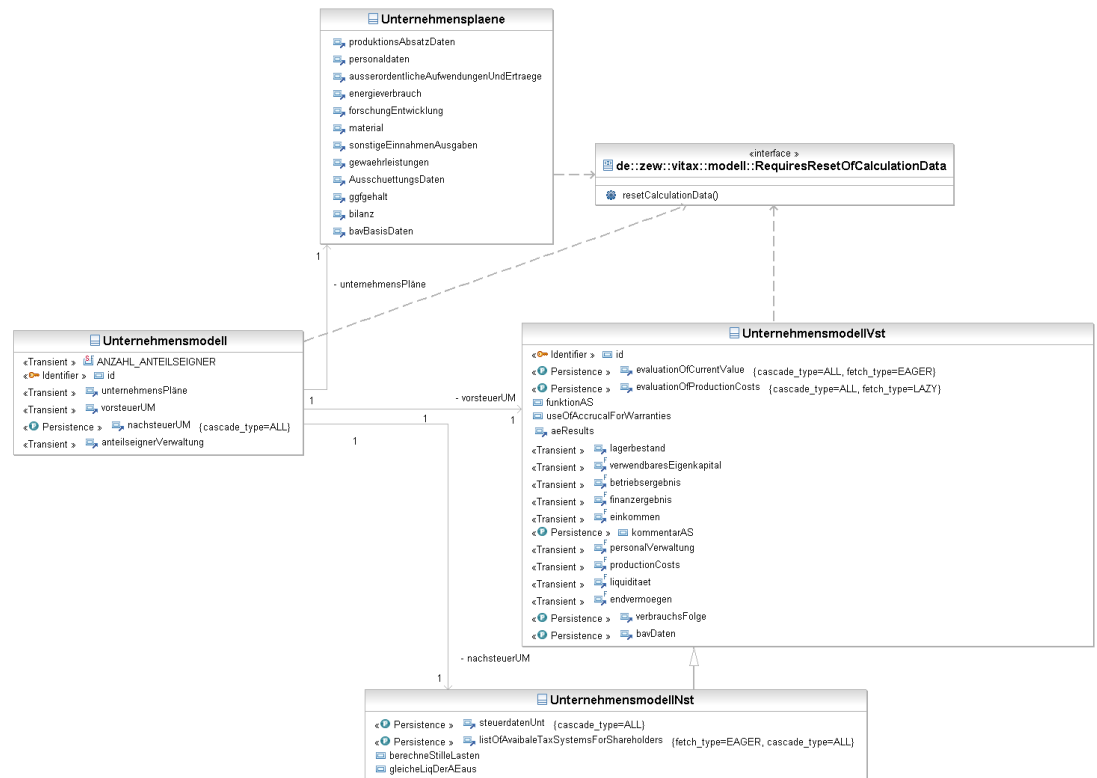 Unternehmensplaene
produktionsAbsatzDaten
personaldaten
ausserordentlicheAufwendungenUndErtraege
energieverbrauch
forschungEntwicklung
material
sonstigeEinnahmenAusgaben
gewaehrleistungen
AusschuettungsDaten
ggfgehalt
bilanz
bavBasisDaten
«interface »
de::zew::vitax::modell::RequiresResetOfCalculationData
resetCalculationData()
1
- unternehmensPläne
Unternehmensmodell
«Transient » ANZAHL_ANTEILSEIGNER
« Identifier » id
«Transient » unternehmensPläne
«Transient » vorsteuerUM
« Persistence » nachsteuerUM {cascade_type=ALL}
«Transient » anteilseignerVerwaltung
1
1
1
- vorsteuerUM
1
UnternehmensmodellVst
« Identifier » id
« Persistence » evaluationOfCurrentValue {cascade_type=ALL, fetch_type=EAGER}
« Persistence » evaluationOfProductionCosts {cascade_type=ALL, fetch_type=LAZY}
funktionAS
useOfAccrucalForWarranties
aeResults
«Transient » lagerbestand
«Transient » F verwendbaresEigenkapital
«Transient » F betriebsergebnis
«Transient » F finanzergebnis
«Transient » F einkommen
« Persistence » kommentarAS
«Transient » F personalVerwaltung
«Transient » F productionCosts
«Transient » F liquiditaet
«Transient » F endvermoegen
« Persistence » verbrauchsFolge
« Persistence » bavDaten
- nachsteuerUM
1
UnternehmensmodellNst
« Persistence » steuerdatenUnt {cascade_type=ALL}
« Persistence » listOfAvaibaleTaxSystemsForShareholders {fetch_type=EAGER, cascade_type=ALL}
berechneStilleLasten
gleicheLiqDerAEaus